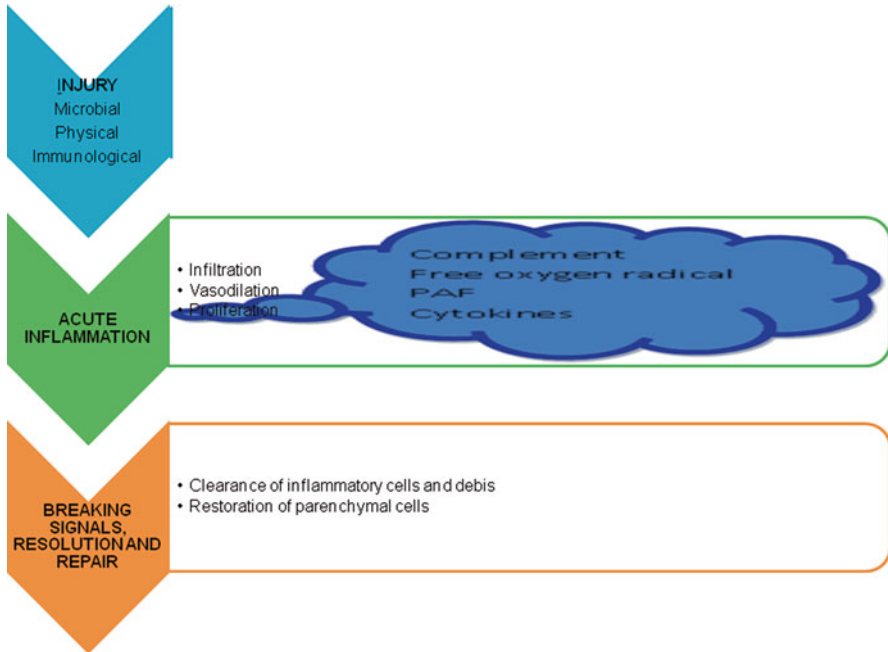 INJURY
Microbial
Physical
Immunological
ACUTE
INFLAMMATION
• Infiltration
• Vasodilation
• Proliferation
Complement
Free oxygen radical
PAF
Cytokines
BREAKING
SIGNALS,
RESOLUTION AND
REPAIR
• Clearance of inflammatory cells and debis
• Restoration of parenchymal cells